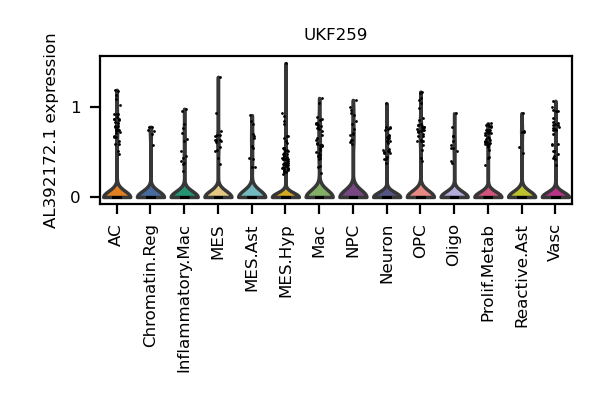 UKF259
AL392172.1 expression
1
0
AC
Chromatin.Reg
Inflammatory.Mac
MES
MES.Ast
MES.Hyp
Mac
NPC
Neuron
OPC
Oligo
Prolif.Metab
Reactive.Ast
Vasc